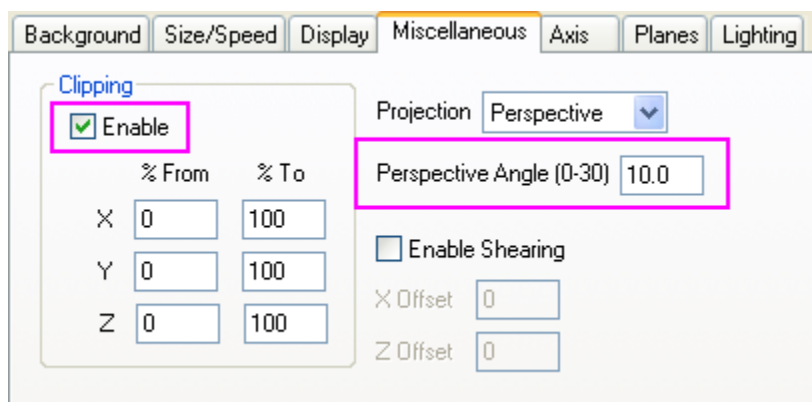 Background Size/Speed Display Miscellaneous Axis Planes Lighting
Clipping
Enable
% From % To
X 0 100
Y 0 100
Z 0 100
Projection Perspective
Perspective Angle (0-30) 10.0
Enable Shearing
X Offset 0
Z Offset 0